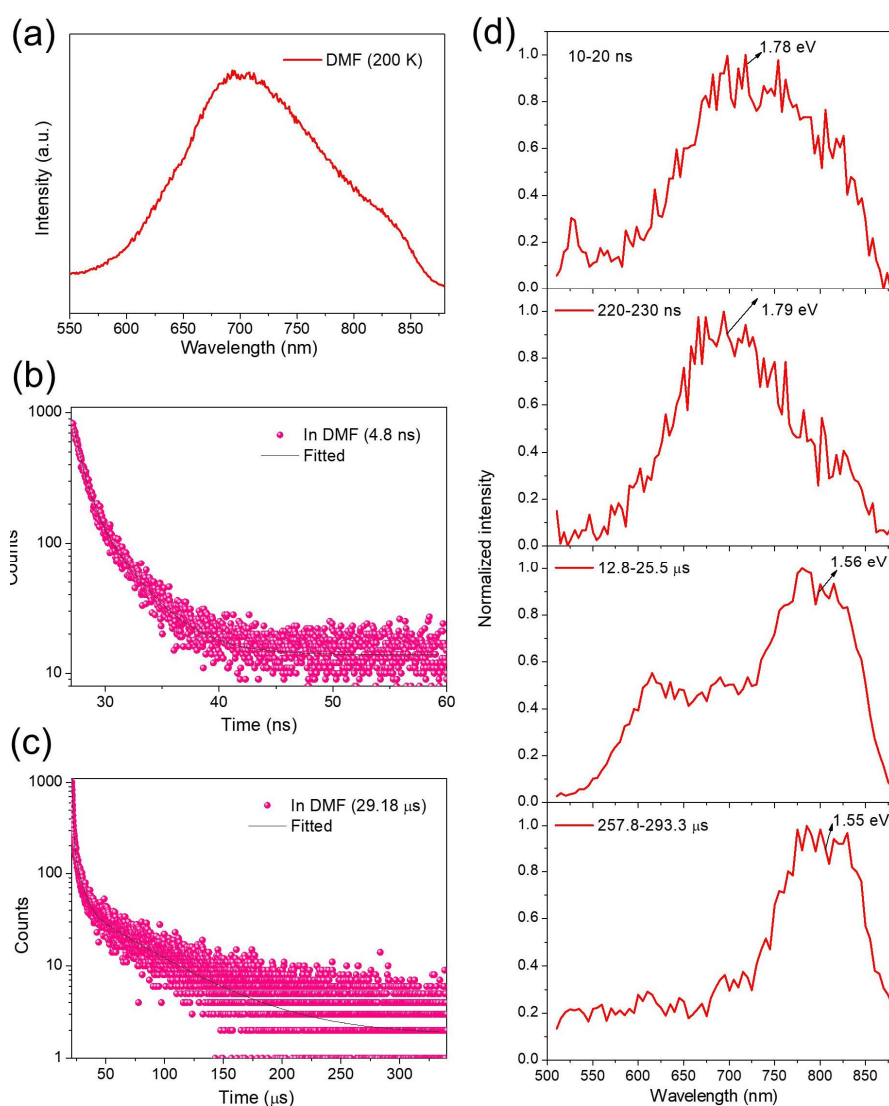 (a)
DMF (200 K)
Intensity (a.u.)
550 600 650 700 750 800 850
Wavelength (nm)
(b)
1000
100
10
In DMF (4.8 ns)
Fitted
Counts
30 40 50 60
Time (ns)
(c)
1000
100
10
1
In DMF (29.18 μs)
Fitted
Counts
50 100 150 200 250 300
Time (μs)
(d)
Normalized intensity
10-20 ns
1.78 eV
1.0
0.8
0.6
0.4
0.2
0.0
220-230 ns
1.79 eV
1.0
0.8
0.6
0.4
0.2
0.0
12.8-25.5 μs
1.56 eV
1.0
0.8
0.6
0.4
0.2
0.0
257.8-293.3 μs
1.55 eV
1.0
0.8
0.6
0.4
0.2
0.0
500 550 600 650 700 750 800 850
Wavelength (nm)